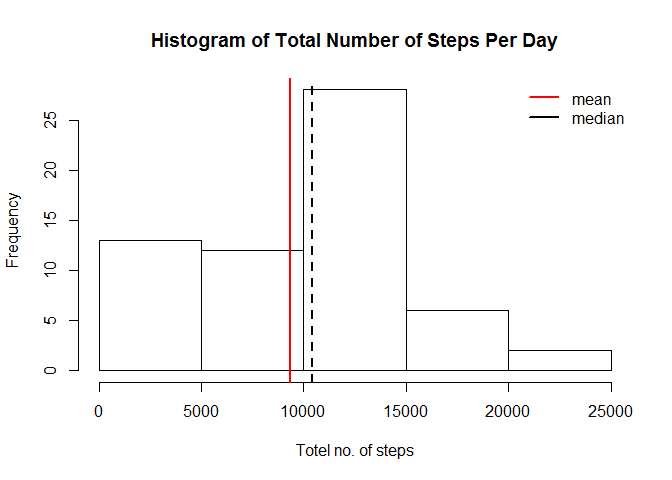 Histogram of Total Number of Steps Per Day
mean
median
Frequency
25
20
15
10
5
0
0 5000 10000 15000 20000 25000
Totel no. of steps